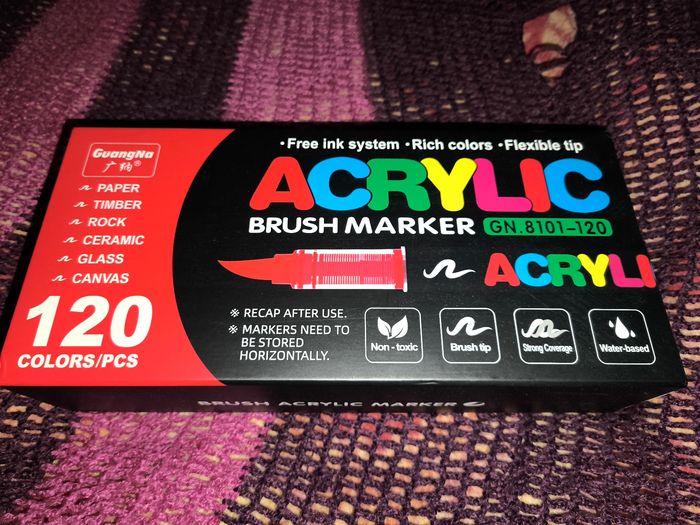 GuangNa
广纳®
PAPER
TIMBER
ROCK
CERAMIC
GLASS
CANVAS
120
COLORS/PCS
•Free ink system •Rich colors •Flexible tip
ACRYLIC
BRUSH MARKER GN.8101-120
ACRYLI
※ RECAP AFTER USE.
※ MARKERS NEED TO
BE STORED
HORIZONTALLY.
Non-toxic
Brush tip
Strong Coverage
Water-based
BRUSH ACRYLIC MARKER